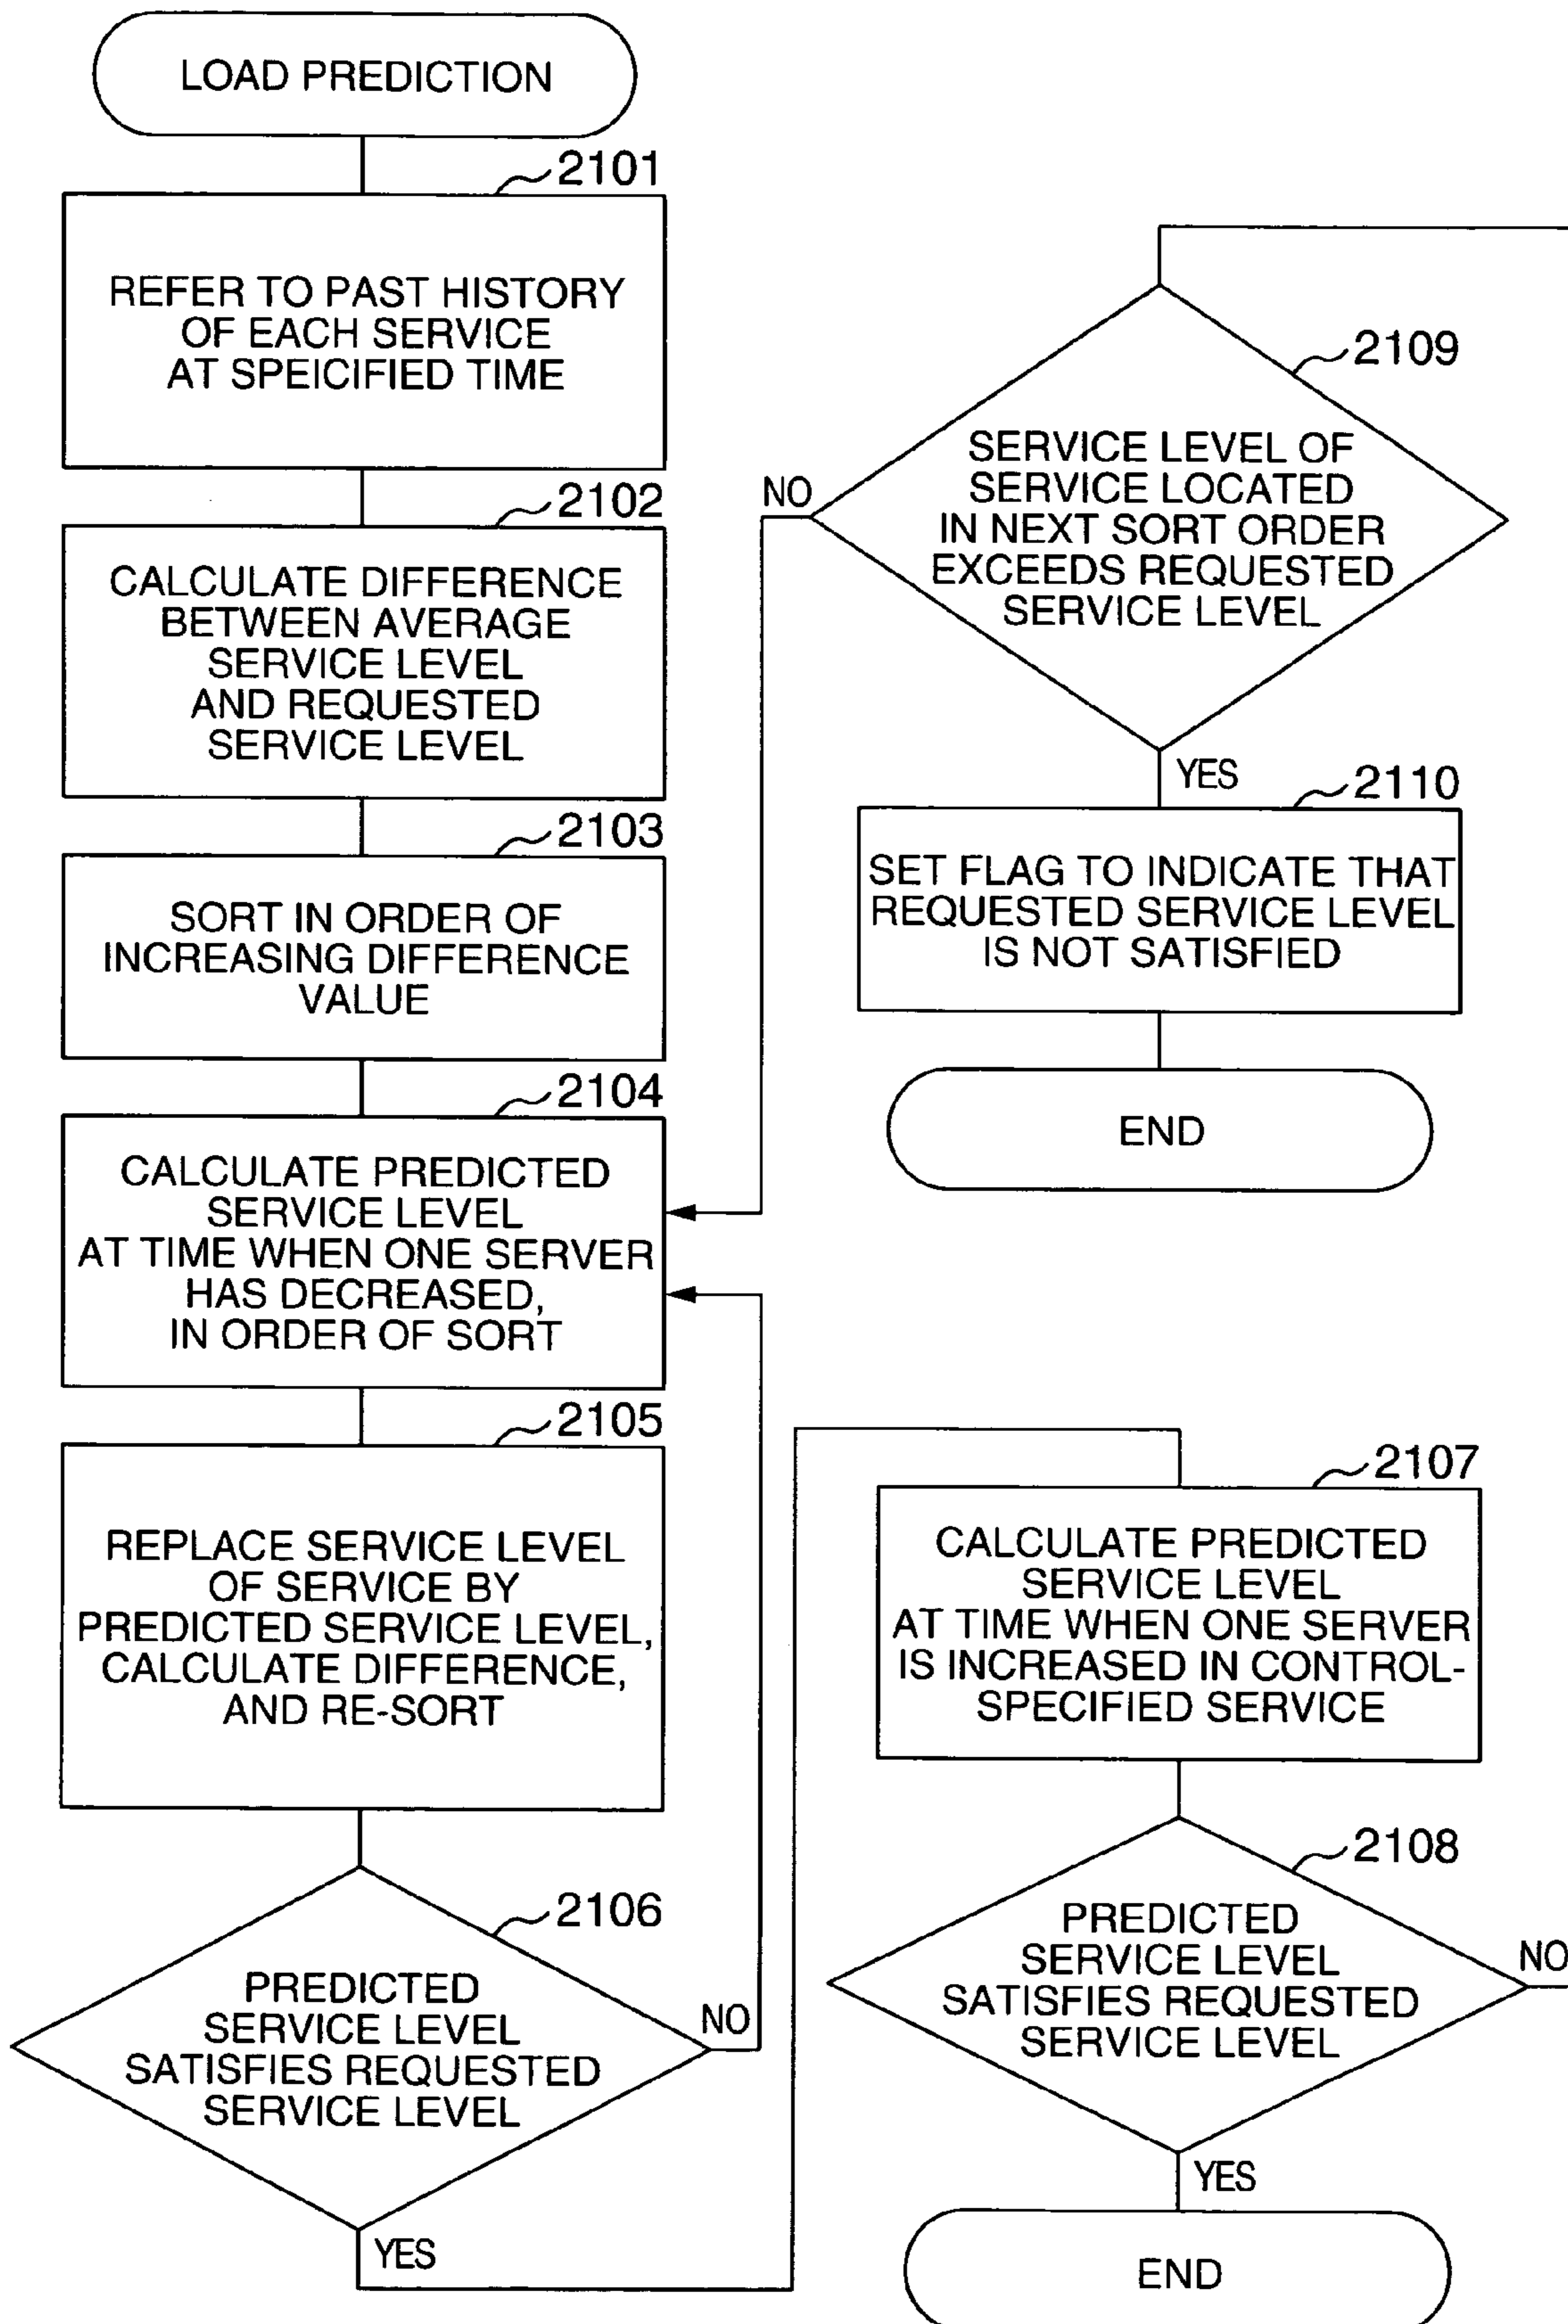 LOAD PREDICTION
2101
REFER TO PAST HISTORY
OF EACH SERVICE
AT SPEICIFIED TIME
2102
CALCULATE DIFFERENCE
BETWEEN AVERAGE
SERVICE LEVEL
AND REQUESTED
SERVICE LEVEL
2103
SORT IN ORDER OF
INCREASING DIFFERENCE
VALUE
2104
CALCULATE PREDICTED
SERVICE LEVEL
AT TIME WHEN ONE SERVER
HAS DECREASED,
IN ORDER OF SORT
2105
REPLACE SERVICE LEVEL
OF SERVICE BY
PREDICTED SERVICE LEVEL,
CALCULATE DIFFERENCE,
AND RE-SORT
2106
PREDICTED
SERVICE LEVEL
SATISFIES REQUESTED
SERVICE LEVEL
NO
YES
2107
CALCULATE PREDICTED
SERVICE LEVEL
AT TIME WHEN ONE SERVER
IS INCREASED IN CONTROL-
SPECIFIED SERVICE
2108
PREDICTED
SERVICE LEVEL
SATISFIES REQUESTED
SERVICE LEVEL
NO
YES
END
2109
SERVICE LEVEL OF
SERVICE LOCATED
IN NEXT SORT ORDER
EXCEEDS REQUESTED
SERVICE LEVEL
NO
YES
2110
SET FLAG TO INDICATE THAT
REQUESTED SERVICE LEVEL
IS NOT SATISFIED
END